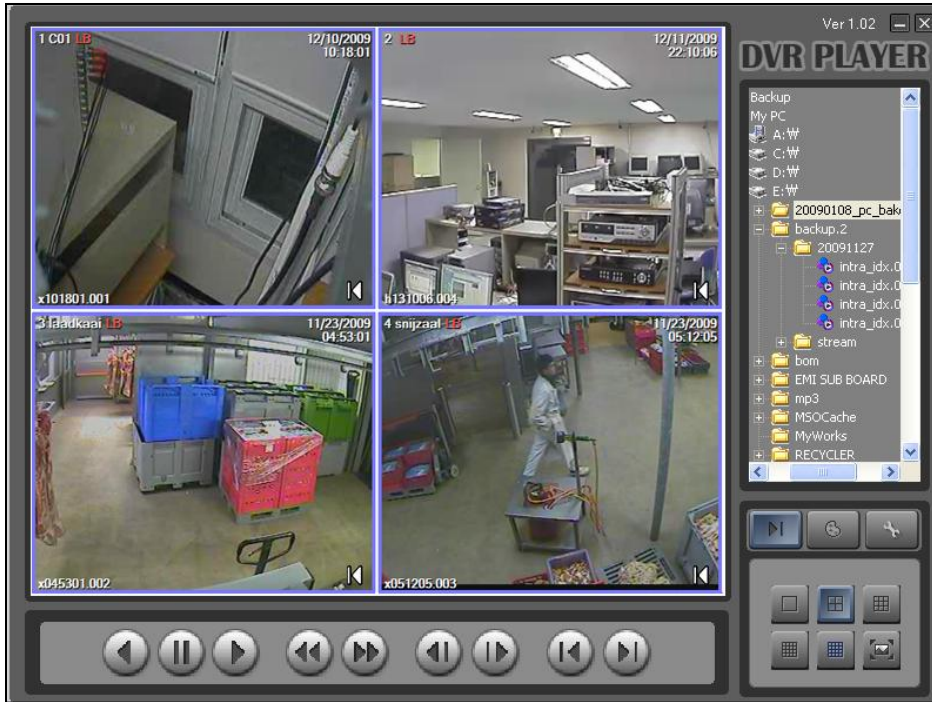 Ver 1.02
DVR PLAYER
1 C01 LB
12/10/2009
10:18:01
x101801.001
2 LB
12/11/2009
22:10:06
h131006.004
3 laadkaai LB
11/23/2009
04:53:01
x045301.002
4 snijzaal LB
11/23/2009
05:12:05
x051205.003
Backup
My PC
A:₩
C:₩
D:₩
E:₩
20090108_pc_bak
backup.2
20091127
intra_idx.0
intra_idx.0
intra_idx.0
intra_idx.0
stream
bom
EMI SUB BOARD
mp3
MSOCache
MyWorks
RECYCLER